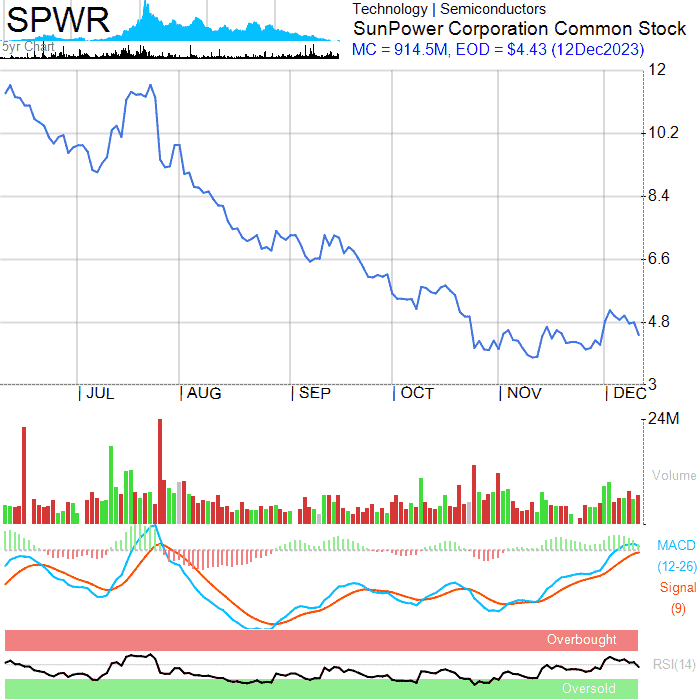 SPWR
5yr Chart
Technology | Semiconductors
SunPower Corporation Common Stock
MC = 914.5M, EOD = $4.43 (12Dec2023)
12
10.2
8.4
6.6
4.8
3
JUL
AUG
SEP
OCT
NOV
DEC
24M
Volume
MACD
(12-26)
Signal
(9)
Overbought
RSI(14)
Oversold